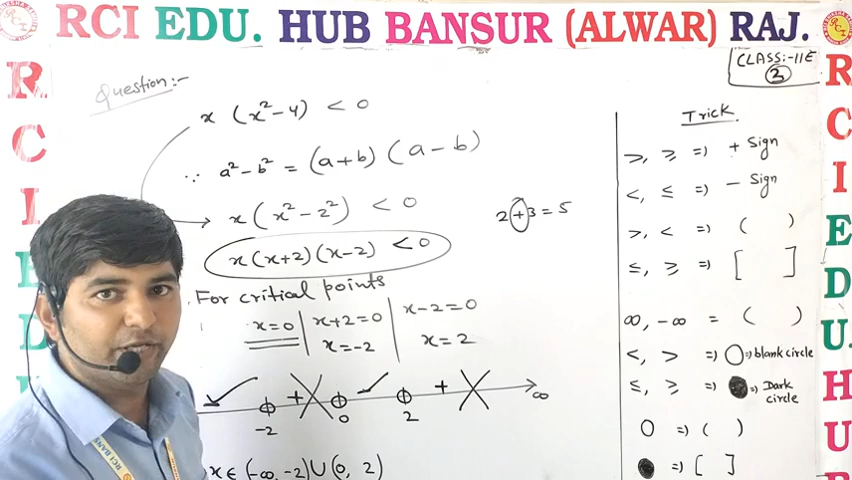 RCI EDU. HUB BANSUR (ALWAR) RAJ.
CLASS:-11E
3
Question:-
x (x²-4) < 0
∵ a²-b² = (a+b) (a-b)
x (x²-2²) < 0
x(x+2)(x-2) < 0
2+3=5
For critical points
x=0 | x+2=0 | x-2=0
x=-2 x=2
+ +
-2 0 2 ∞
x∈ (-∞, -2)∪(0, 2)
Trick
>, ≥ => + Sign
<, ≤ => - Sign
>, < => ( )
≤, ≥ => [ ]
∞, -∞ = ( )
<, > => ○=> blank circle
≤, ≥ => ●=> Dark circle
○ => ( )
● => [ ]
R
C
I
E
D
R
C
I
E
D
U.
H
U
B